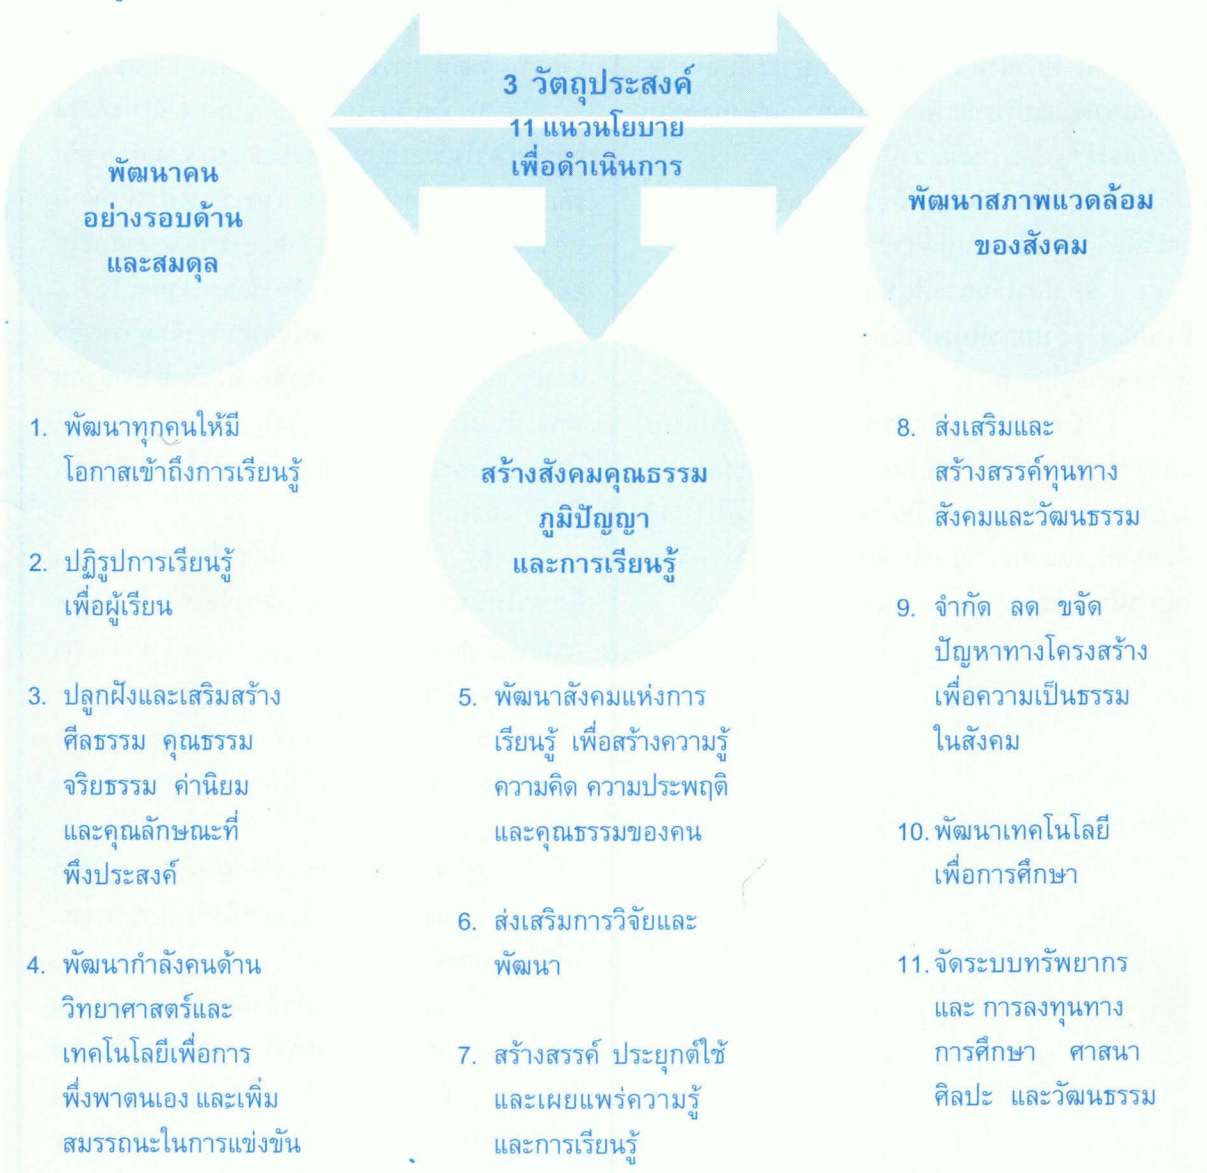 3 วัตถุประสงค์
11 แนวนโยบาย
เพื่อดำเนินการ
พัฒนาคน
อย่างรอบด้าน
และสมดุล
1. พัฒนาทุกคนให้มี
โอกาสเข้าถึงการเรียนรู้
2. ปฏิรูปการเรียนรู้
เพื่อผู้เรียน
3. ปลูกฝังและเสริมสร้าง
ศีลธรรม คุณธรรม
จริยธรรม ค่านิยม
และคุณลักษณะที่
พึงประสงค์
4. พัฒนากำลังคนด้าน
วิทยาศาสตร์และ
เทคโนโลยีเพื่อการ
พึ่งพาตนเอง และเพิ่ม
สมรรถนะในการแข่งขัน
สร้างสังคมคุณธรรม
ภูมิปัญญา
และการเรียนรู้
5. พัฒนาสังคมแห่งการ
เรียนรู้ เพื่อสร้างความรู้
ความคิด ความประพฤติ
และคุณธรรมของคน
6. ส่งเสริมการวิจัยและ
พัฒนา
7. สร้างสรรค์ ประยุกต์ใช้
และเผยแพร่ความรู้
และการเรียนรู้
พัฒนาสภาพแวดล้อม
ของสังคม
8. ส่งเสริมและ
สร้างสรรค์ทุนทาง
สังคมและวัฒนธรรม
9. จำกัด ลด ขจัด
ปัญหาทางโครงสร้าง
เพื่อความเป็นธรรม
ในสังคม
10. พัฒนาเทคโนโลยี
เพื่อการศึกษา
11. จัดระบบทรัพยากร
และ การลงทุนทาง
การศึกษา ศาสนา
ศิลปะ และวัฒนธรรม